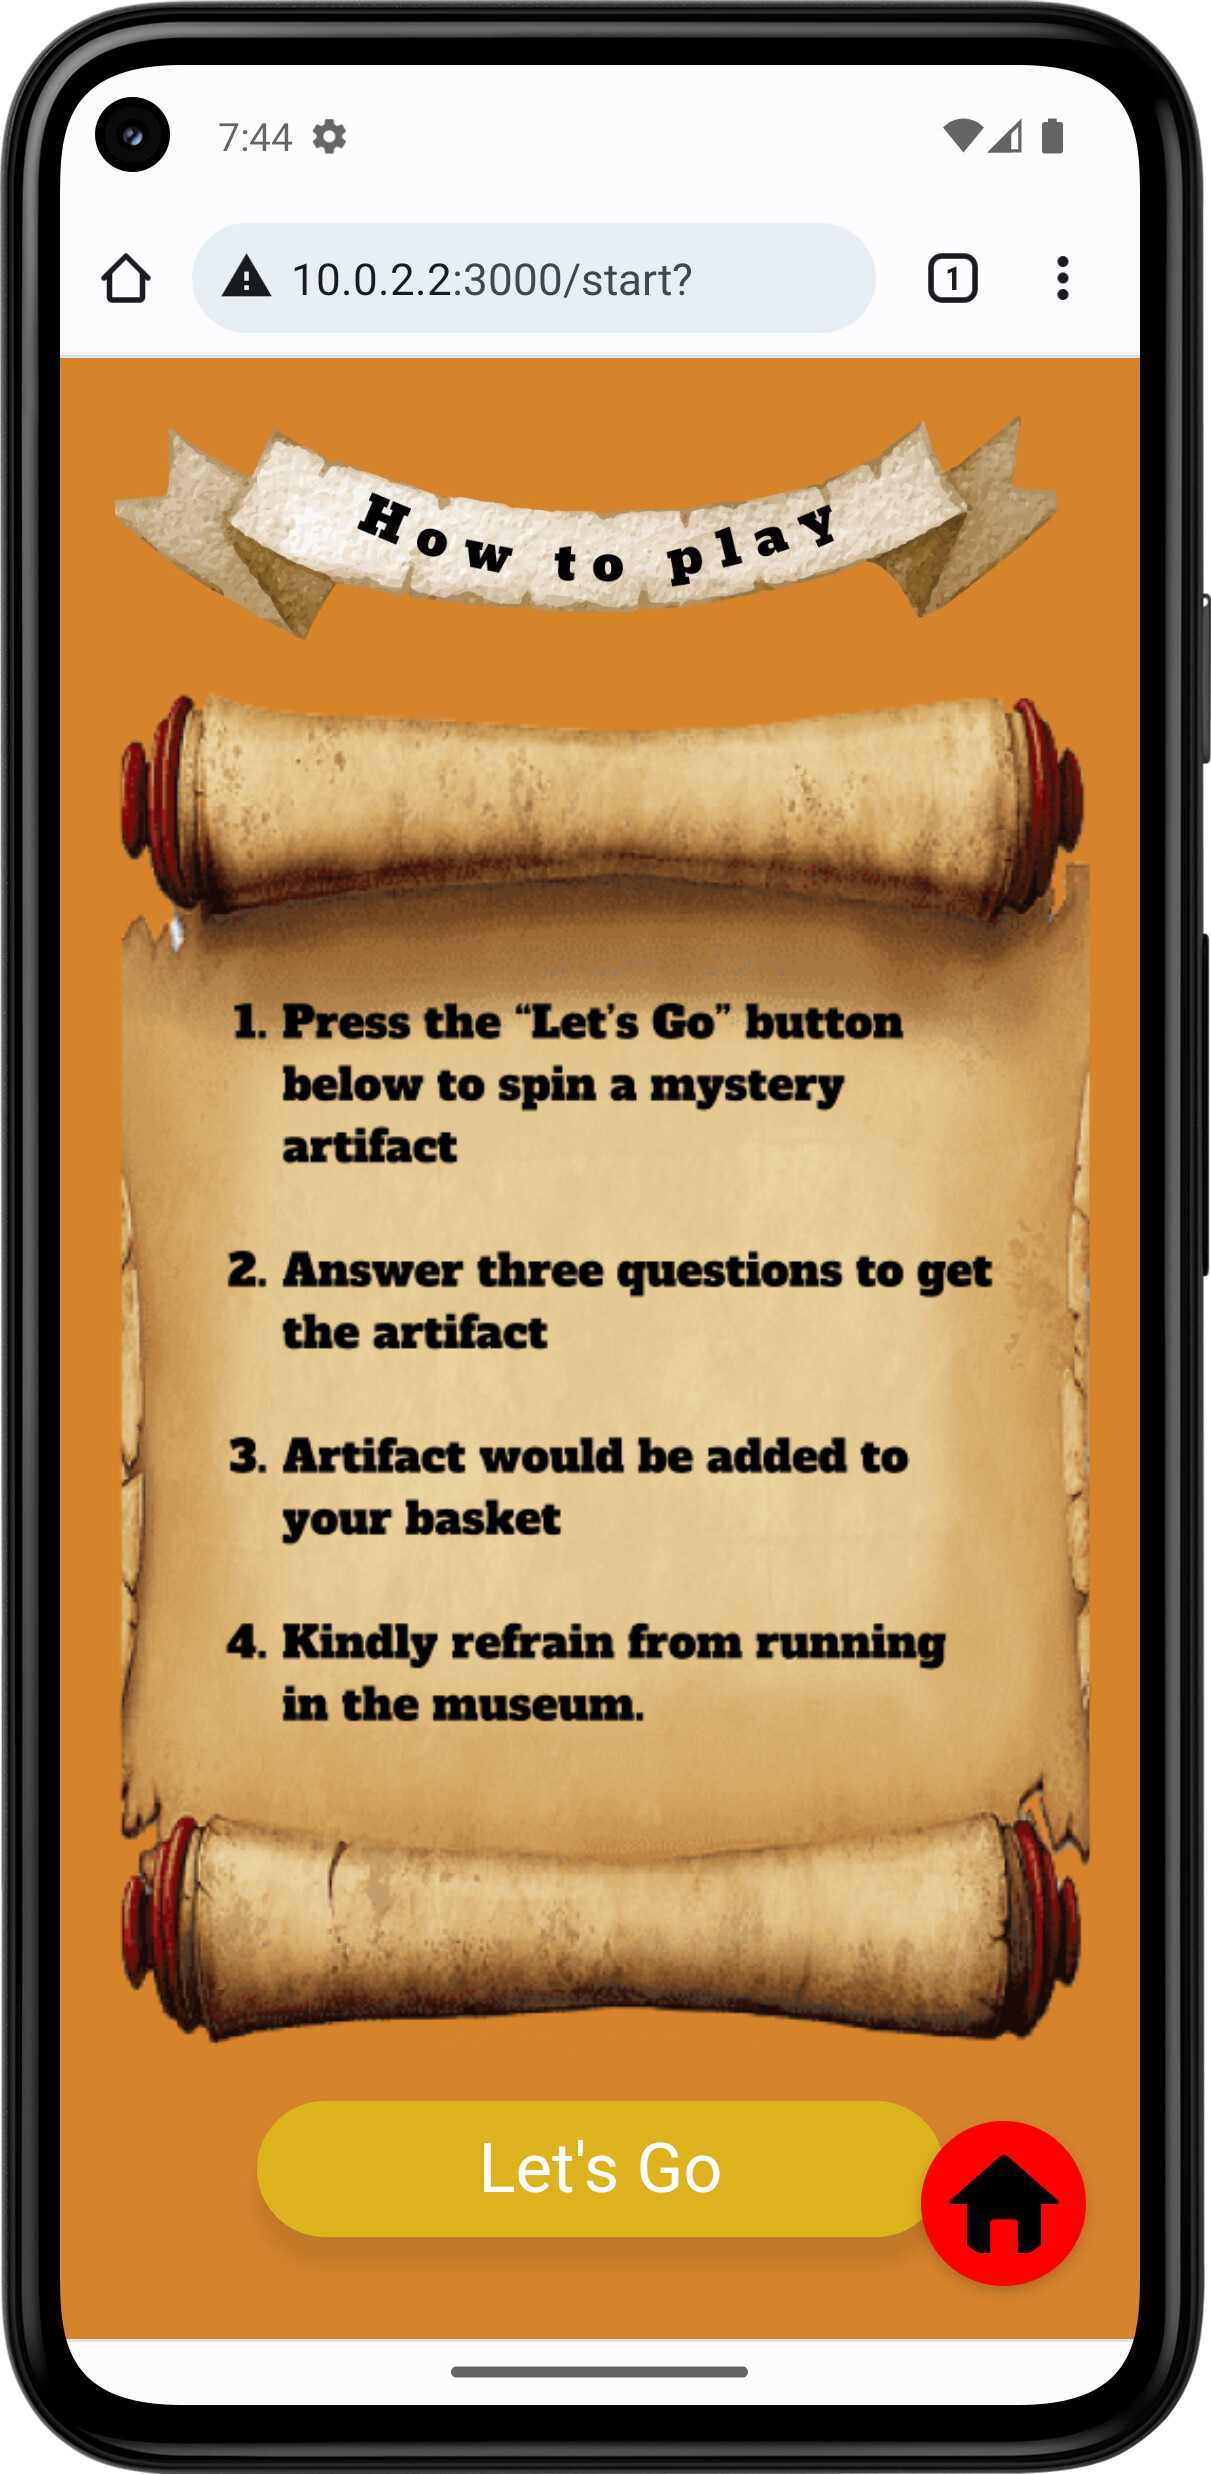 7:44
10.0.2.2:3000/start?
1
How to play
1. Press the “Let’s Go” button
below to spin a mystery
artifact
2. Answer three questions to get
the artifact
3. Artifact would be added to
your basket
4. Kindly refrain from running
in the museum.
Let's Go